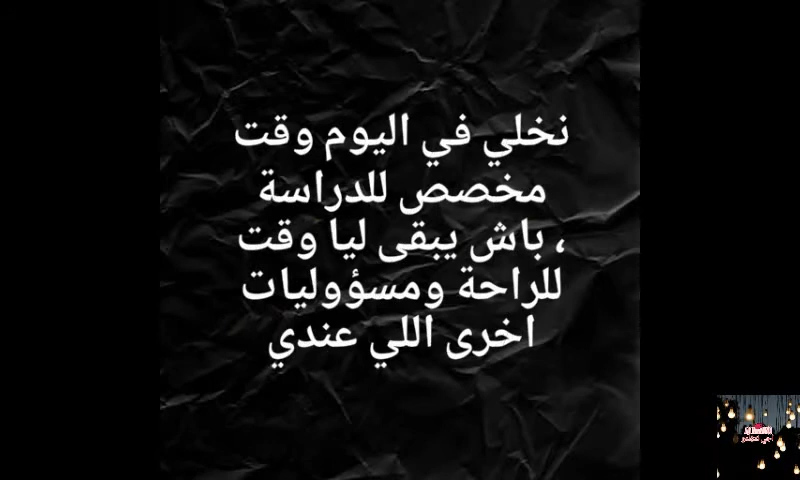 نخلي في اليوم وقت
مخصص للدراسة
، باش يبقى ليا وقت
للراحة ومسؤوليات
اخرى اللي عندي